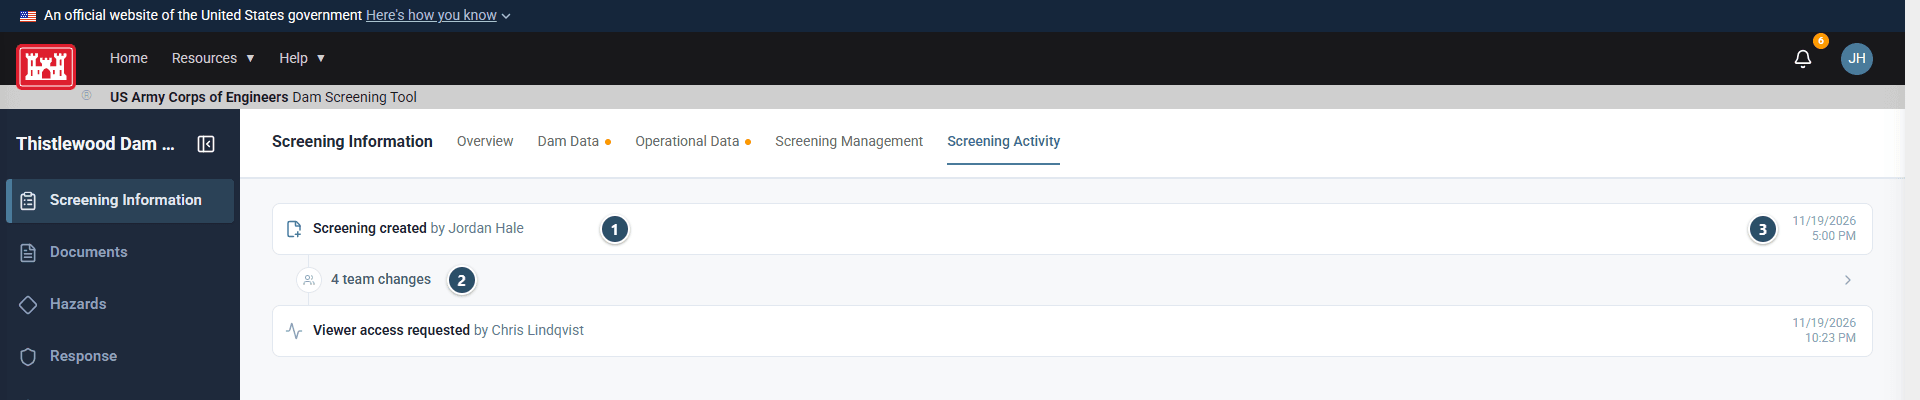 An official website of the United States government Here's how you know
Home Resources ▼ Help ▼ 6 JH
® US Army Corps of Engineers Dam Screening Tool
Thistlewood Dam ...
Screening Information Overview Dam Data Operational Data Screening Management Screening Activity
Screening Information
Documents
Hazards
Response
Screening created by Jordan Hale 1 3 11/19/2026
5:00 PM
4 team changes 2
Viewer access requested by Chris Lindqvist 11/19/2026
10:23 PM